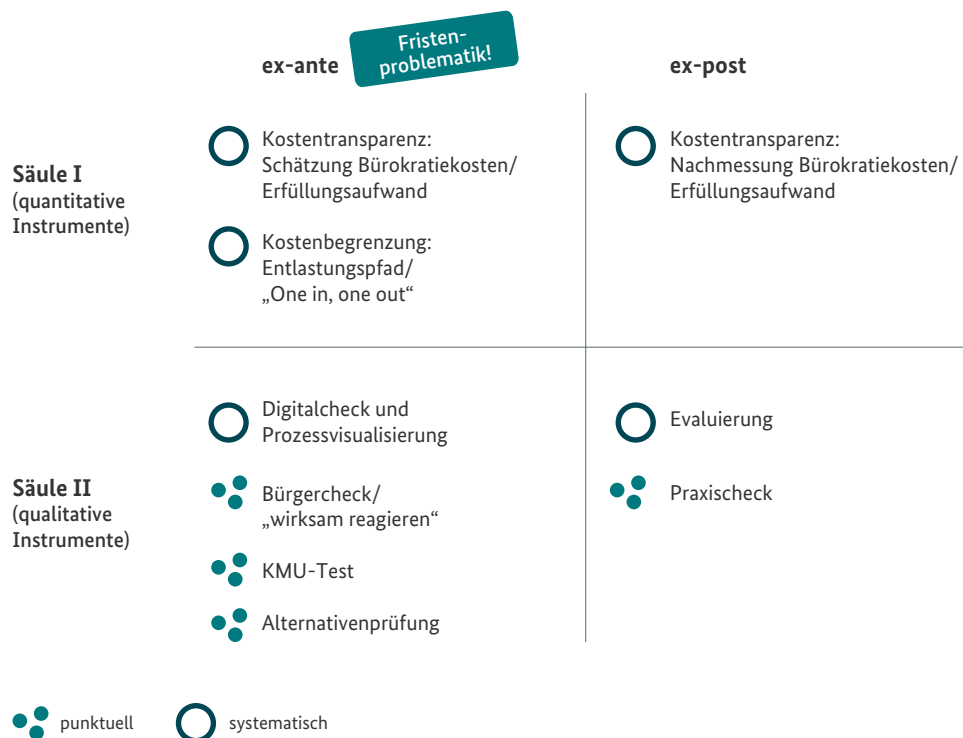 ex-ante
Fristen-
problematik!
ex-post
Säule I
(quantitative
Instrumente)
Kostentransparenz:
Schätzung Bürokratiekosten/
Erfüllungsaufwand
Kostenbegrenzung:
Entlastungspfad/
„One in, one out“
Kostentransparenz:
Nachmessung Bürokratiekosten/
Erfüllungsaufwand
Säule II
(qualitative
Instrumente)
Digitalcheck und
Prozessvisualisierung
Bürgercheck/
„wirksam reagieren“
KMU-Test
Alternativenprüfung
Evaluierung
Praxischeck
punktuell
systematisch